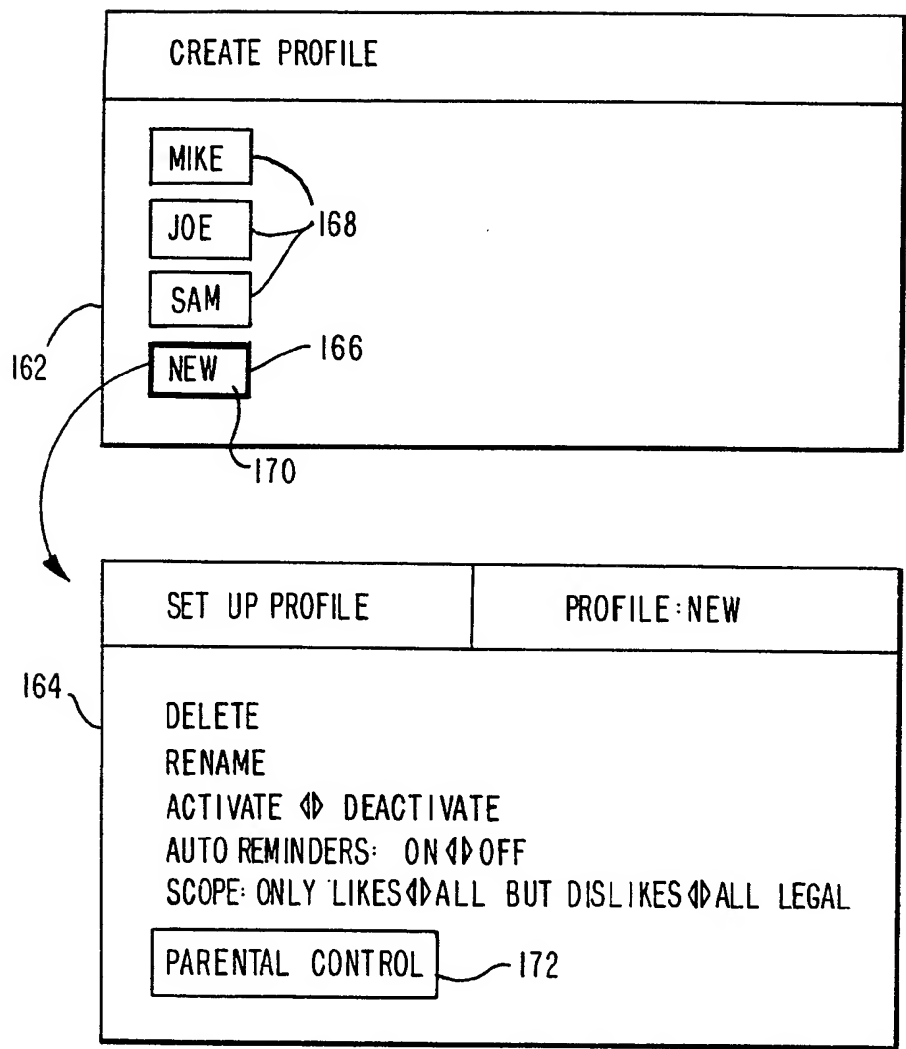 CREATE PROFILE
MIKE
JOE
168
SAM
162
NEW
166
170
SET UP PROFILE PROFILE:NEW
164
DELETE
RENAME
ACTIVATE ◁▷ DEACTIVATE
AUTO REMINDERS: ON◁▷OFF
SCOPE: ONLY LIKES◁▷ALL BUT DISLIKES◁▷ALL LEGAL
PARENTAL CONTROL 172